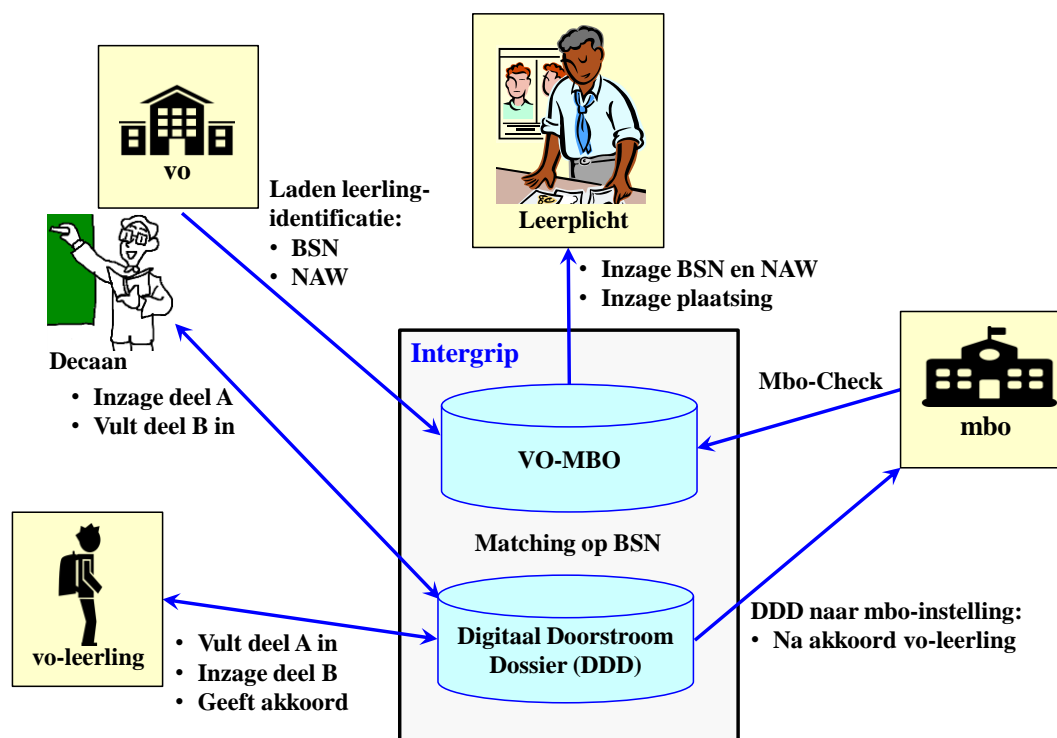 vo
Laden leerling-
identificatie:
• BSN
• NAW
Leerplicht
• Inzage BSN en NAW
• Inzage plaatsing
Decaan
• Inzage deel A
• Vult deel B in
Intergrip
VO-MBO
Mbo-Check
mbo
Matching op BSN
Digitaal Doorstroom
Dossier (DDD)
DDD naar mbo-instelling:
• Na akkoord vo-leerling
vo-leerling
• Vult deel A in
• Inzage deel B
• Geeft akkoord